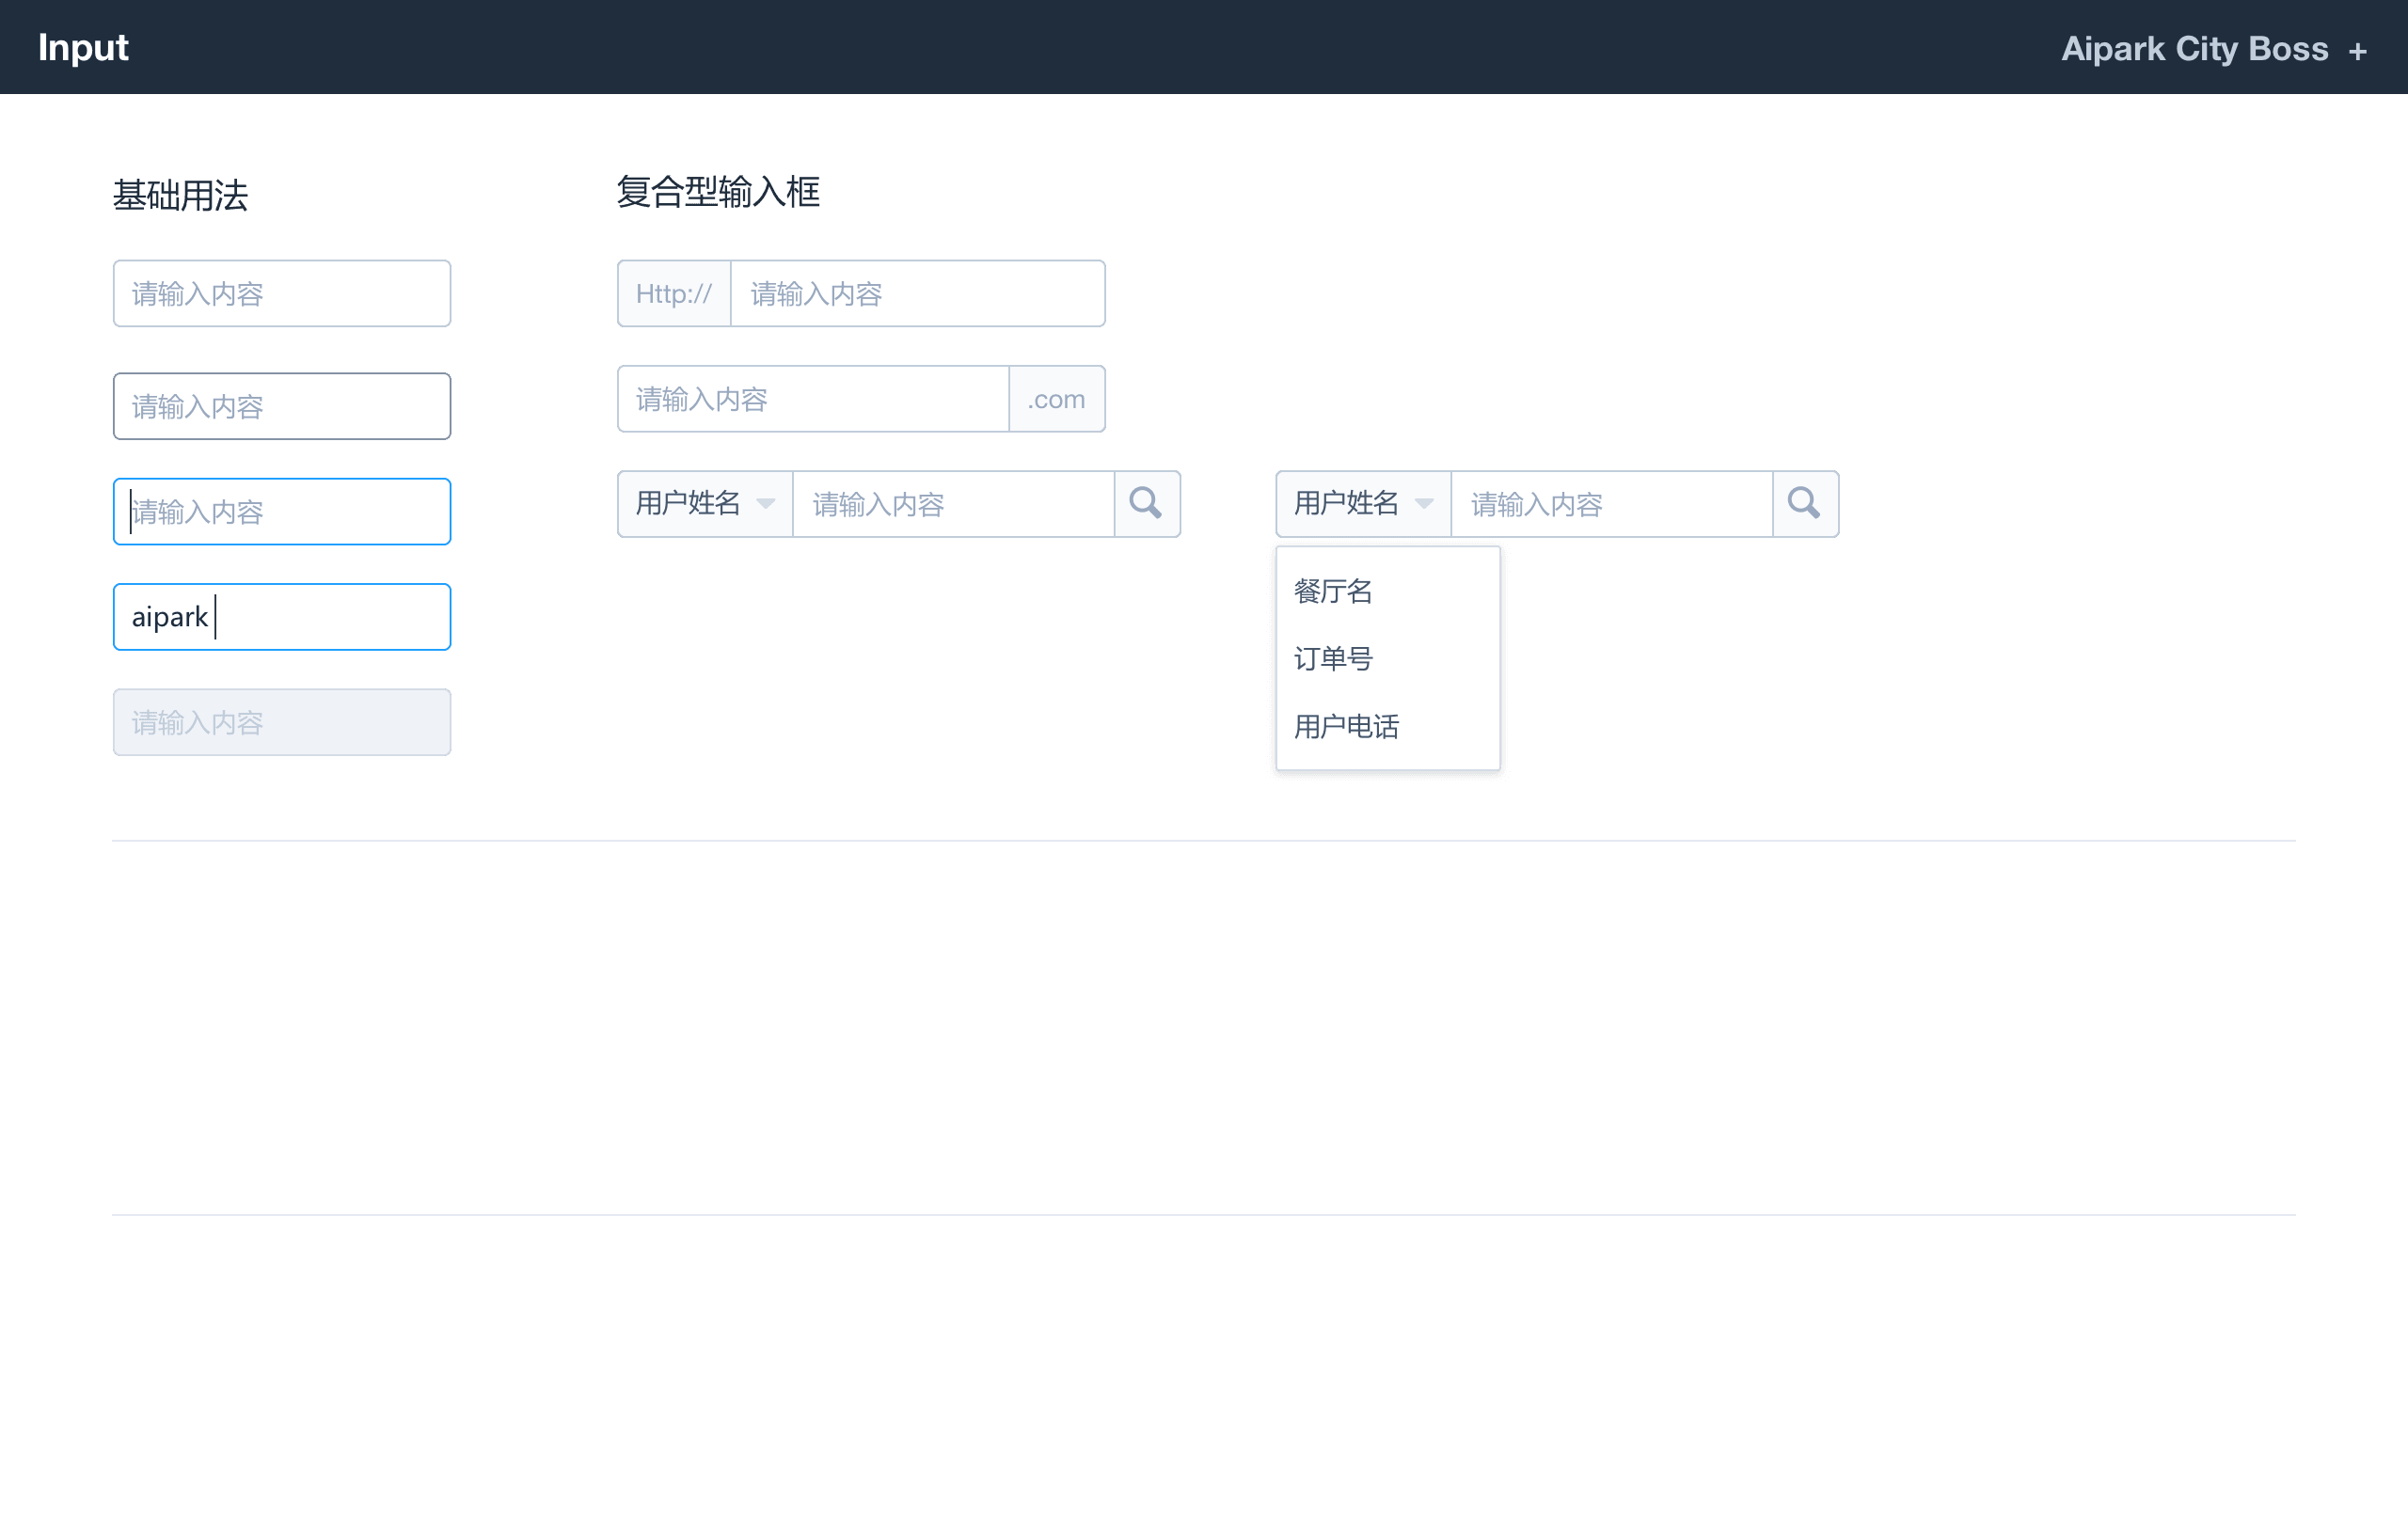 Input
Aipark City Boss +
基础用法
请输入内容
请输入内容
请输入内容
aipark
请输入内容
复合型输入框
Http:// 请输入内容
请输入内容 .com
用户姓名 请输入内容
用户姓名 请输入内容
餐厅名
订单号
用户电话